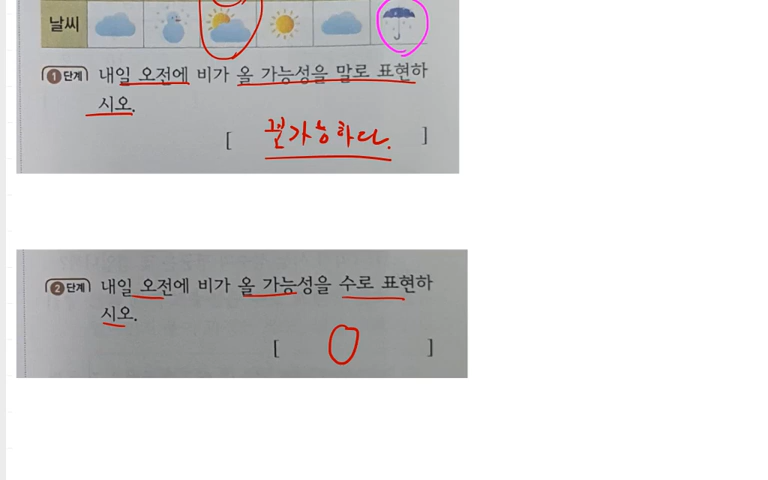 날씨
1단계 내일 오전에 비가 올 가능성을 말로 표현하
시오.
[ 불가능하다. ]
2단계 내일 오전에 비가 올 가능성을 수로 표현하
시오.
[ 0 ]